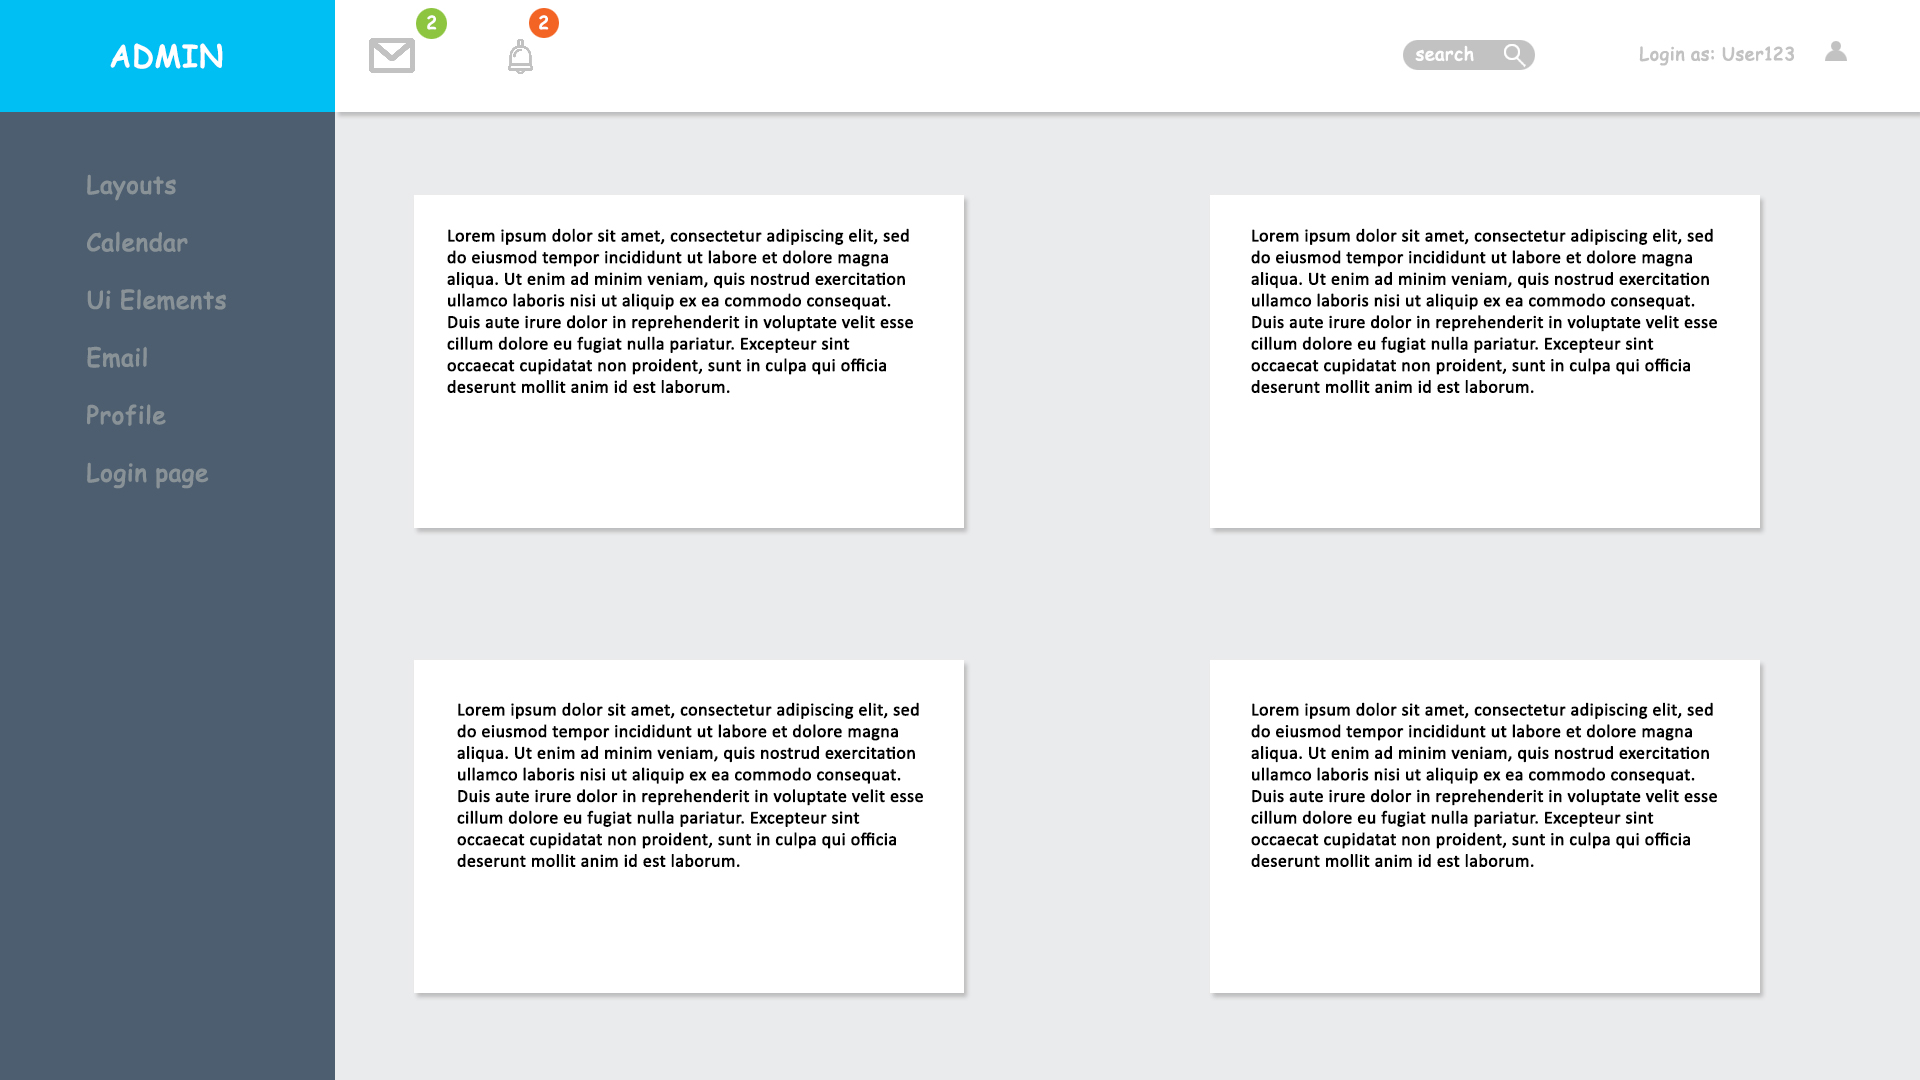 ADMIN
2
2
search
Login as: User123
Layouts
Calendar
Ui Elements
Email
Profile
Login page
Lorem ipsum dolor sit amet, consectetur adipiscing elit, sed
do eiusmod tempor incididunt ut labore et dolore magna
aliqua. Ut enim ad minim veniam, quis nostrud exercitation
ullamco laboris nisi ut aliquip ex ea commodo consequat.
Duis aute irure dolor in reprehenderit in voluptate velit esse
cillum dolore eu fugiat nulla pariatur. Excepteur sint
occaecat cupidatat non proident, sunt in culpa qui officia
deserunt mollit anim id est laborum.
Lorem ipsum dolor sit amet, consectetur adipiscing elit, sed
do eiusmod tempor incididunt ut labore et dolore magna
aliqua. Ut enim ad minim veniam, quis nostrud exercitation
ullamco laboris nisi ut aliquip ex ea commodo consequat.
Duis aute irure dolor in reprehenderit in voluptate velit esse
cillum dolore eu fugiat nulla pariatur. Excepteur sint
occaecat cupidatat non proident, sunt in culpa qui officia
deserunt mollit anim id est laborum.
Lorem ipsum dolor sit amet, consectetur adipiscing elit, sed
do eiusmod tempor incididunt ut labore et dolore magna
aliqua. Ut enim ad minim veniam, quis nostrud exercitation
ullamco laboris nisi ut aliquip ex ea commodo consequat.
Duis aute irure dolor in reprehenderit in voluptate velit esse
cillum dolore eu fugiat nulla pariatur. Excepteur sint
occaecat cupidatat non proident, sunt in culpa qui officia
deserunt mollit anim id est laborum.
Lorem ipsum dolor sit amet, consectetur adipiscing elit, sed
do eiusmod tempor incididunt ut labore et dolore magna
aliqua. Ut enim ad minim veniam, quis nostrud exercitation
ullamco laboris nisi ut aliquip ex ea commodo consequat.
Duis aute irure dolor in reprehenderit in voluptate velit esse
cillum dolore eu fugiat nulla pariatur. Excepteur sint
occaecat cupidatat non proident, sunt in culpa qui officia
deserunt mollit anim id est laborum.